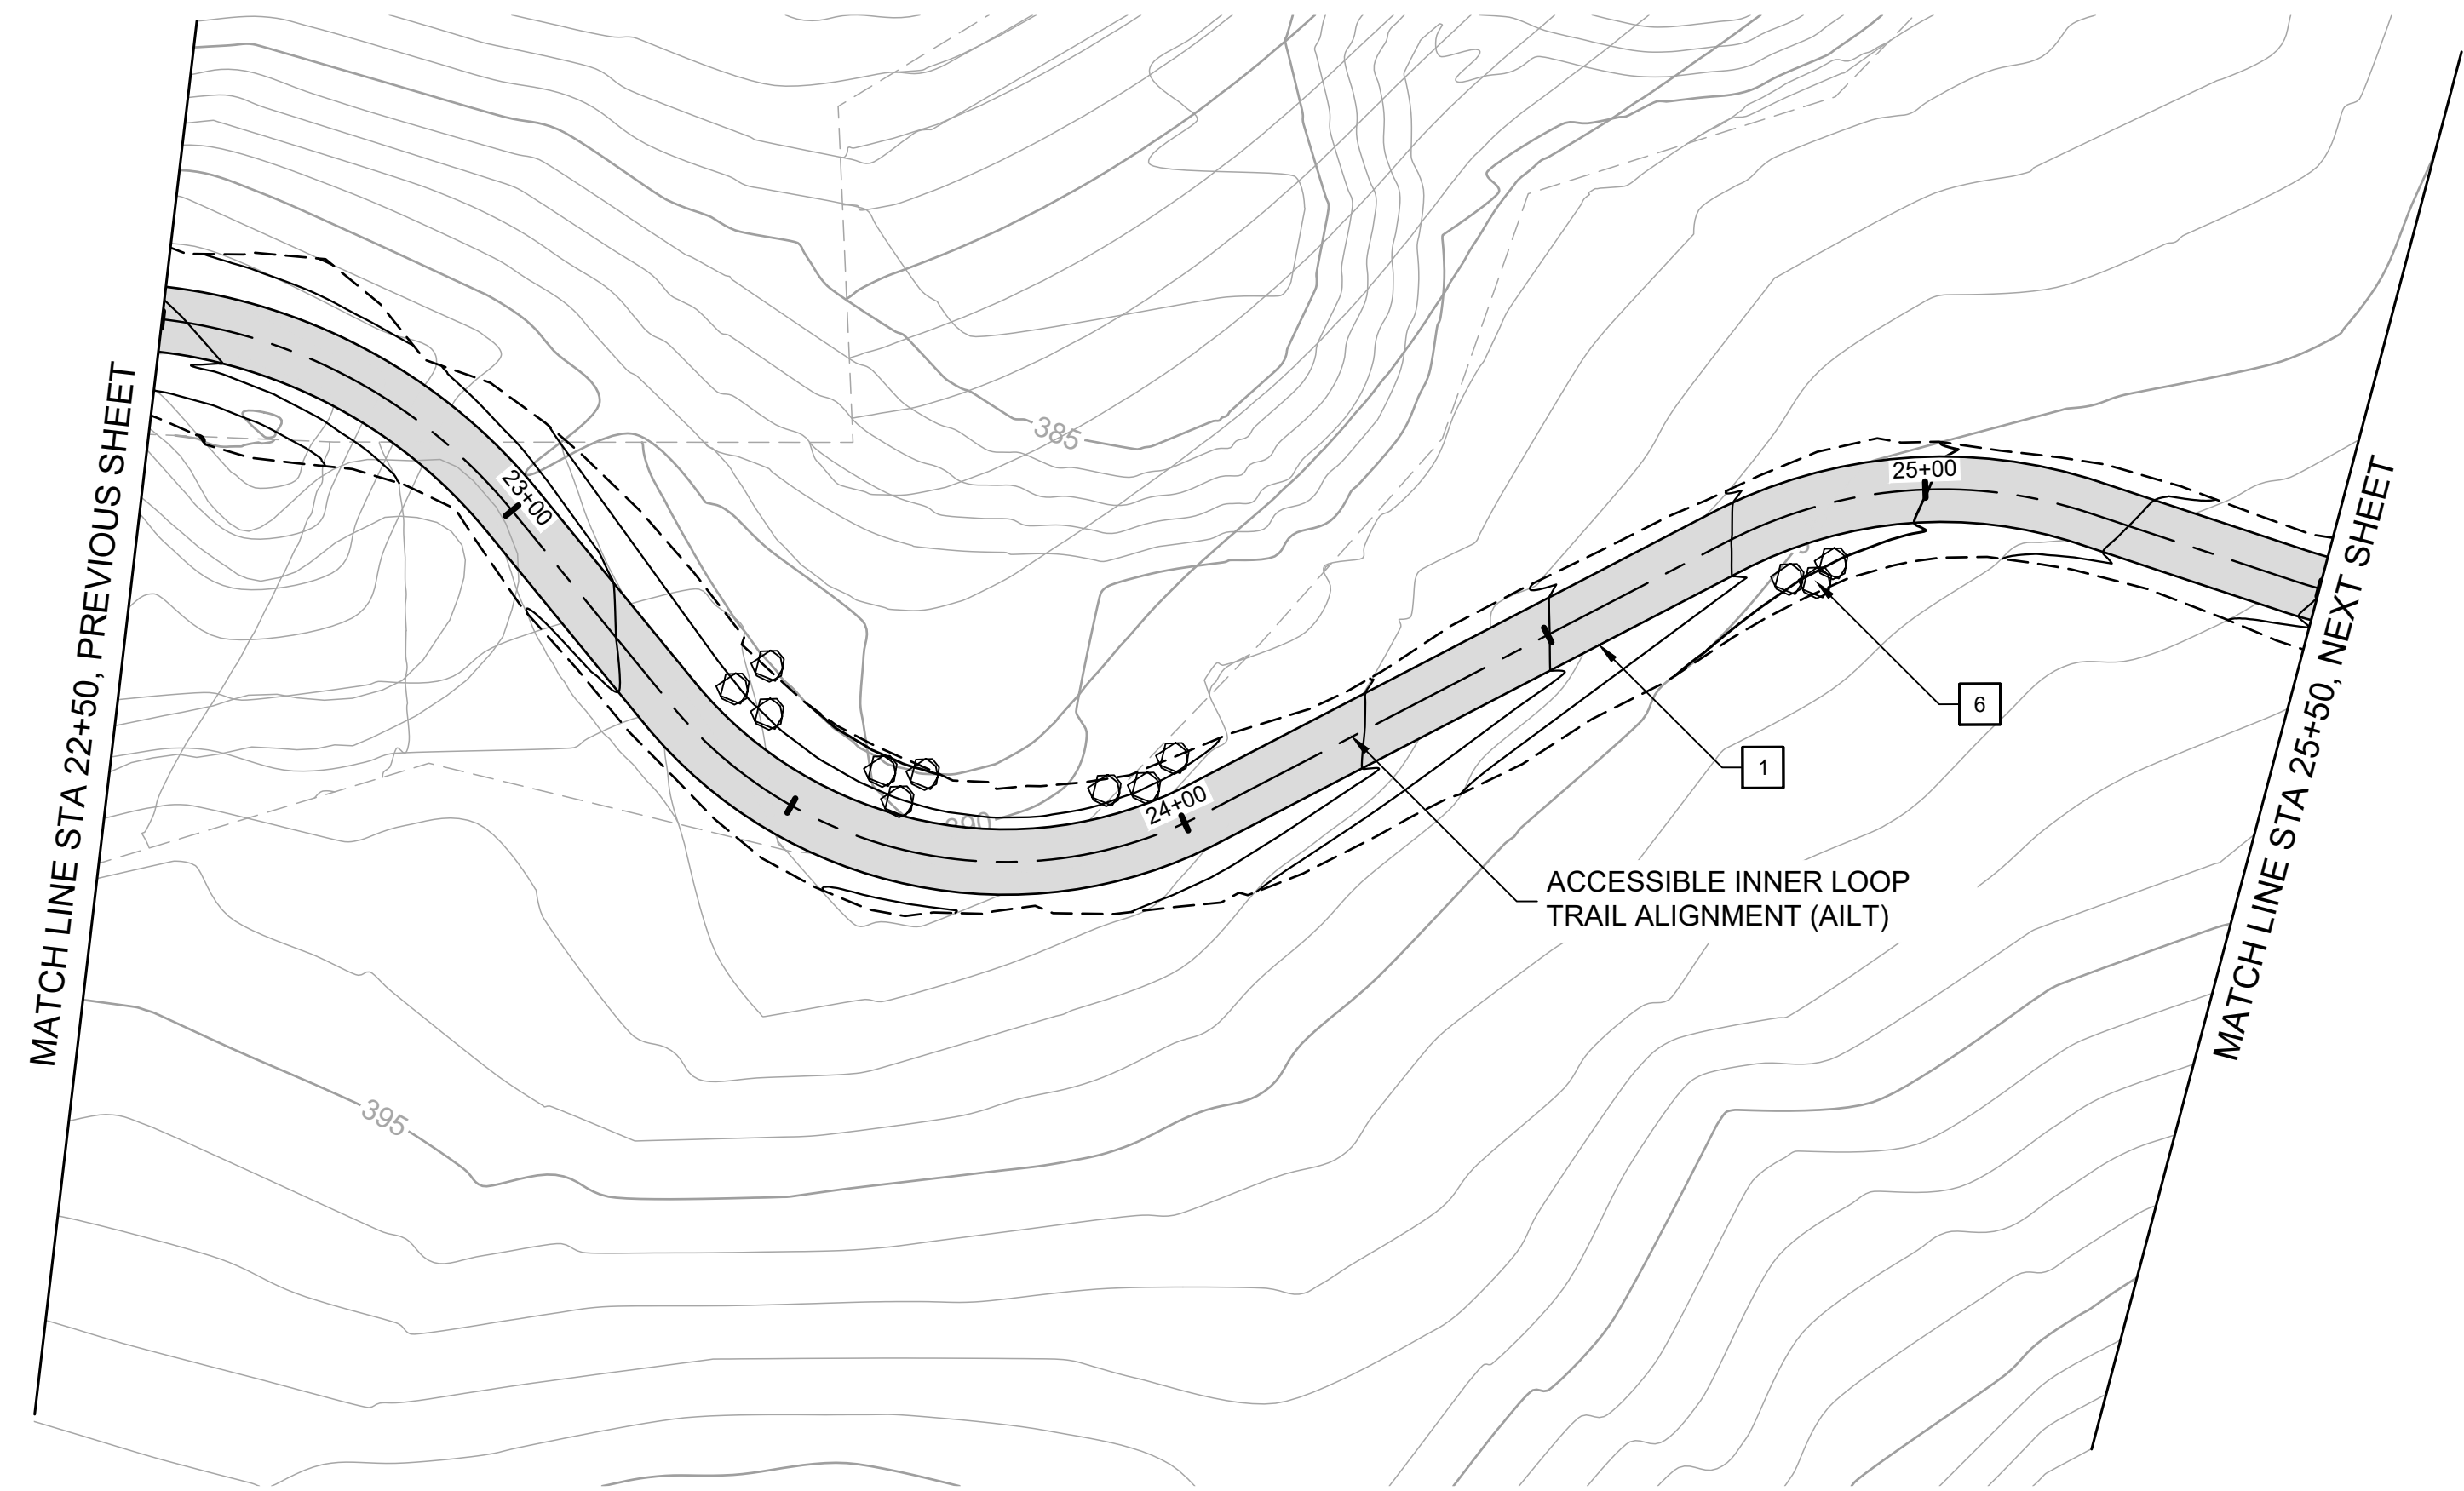 MATCH LINE STA 22+50, PREVIOUS SHEET
385
23+00
25+00
6
1
24+00
390
ACCESSIBLE INNER LOOP
TRAIL ALIGNMENT (AILT)
395
MATCH LINE STA 25+50, NEXT SHEET